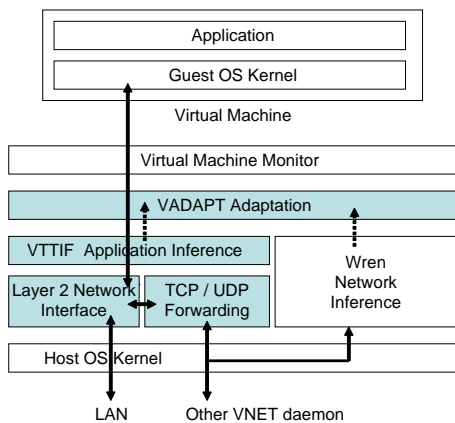 Application
Guest OS Kernel
Virtual Machine
Virtual Machine Monitor
VADAPT Adaptation
VTTIF Application Inference
Layer 2 Network
Interface
TCP / UDP
Forwarding
Wren
Network
Inference
Host OS Kernel
LAN
Other VNET daemon